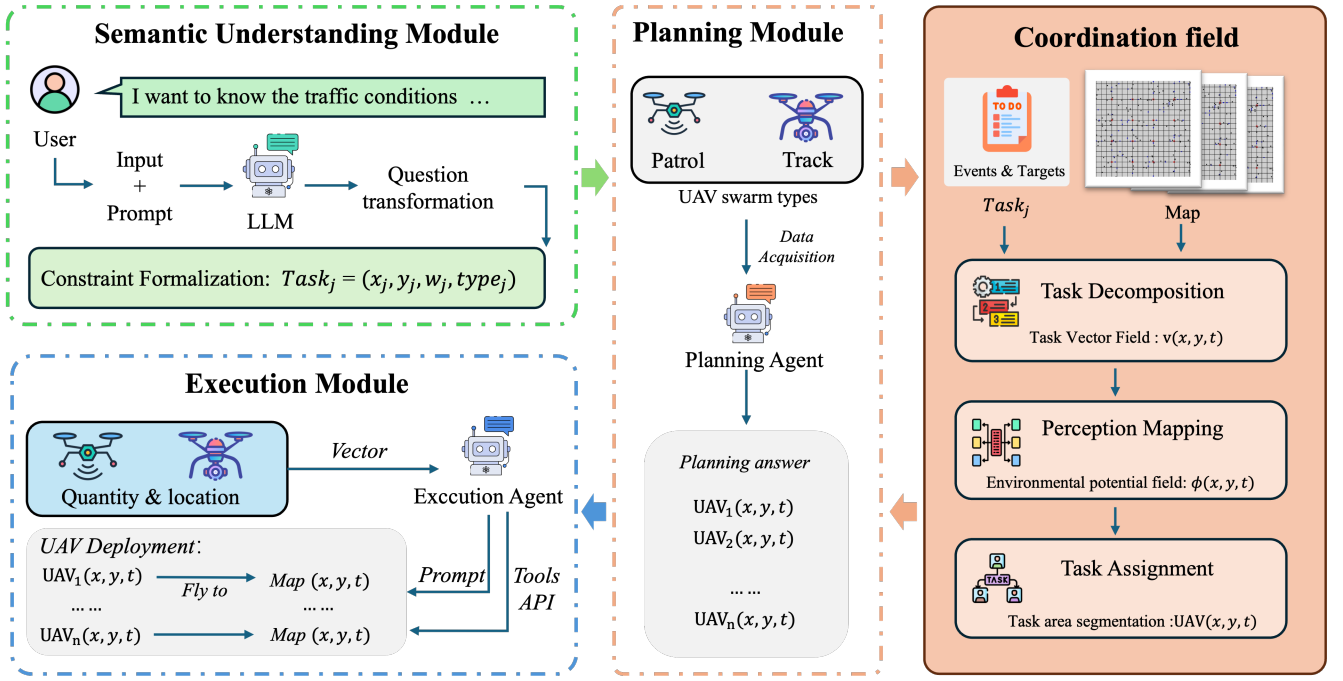 Semantic Understanding Module
I want to know the traffic conditions …
User
Input
+
Prompt
LLM
Question
transformation
Constraint Formalization: Task_j = (x_j, y_j, w_j, type_j)
Planning Module
Patrol
Track
UAV swarm types
Data
Acquisition
Planning Agent
Planning answer
UAV_1(x, y, t)
UAV_2(x, y, t)
… …
UAV_n(x, y, t)
Coordination field
TO DO
Events & Targets
Task_j
Map
1
2
3
Task Decomposition
Task Vector Field : v(x, y, t)
Perception Mapping
Environmental potential field: ϕ(x, y, t)
TASK
Task Assignment
Task area segmentation :UAV(x, y, t)
Execution Module
Quantity & location
Vector
Exccution Agent
UAV Deployment:
UAV_1(x, y, t)
Fly to
Map (x, y, t)
… …
… …
UAV_n(x, y, t)
Map (x, y, t)
Prompt
Tools
API